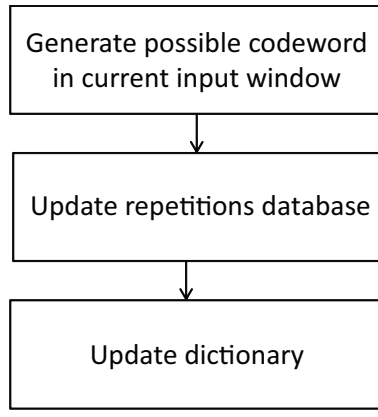 Generate possible codeword
in current input window
Update repetitions database
Update dictionary